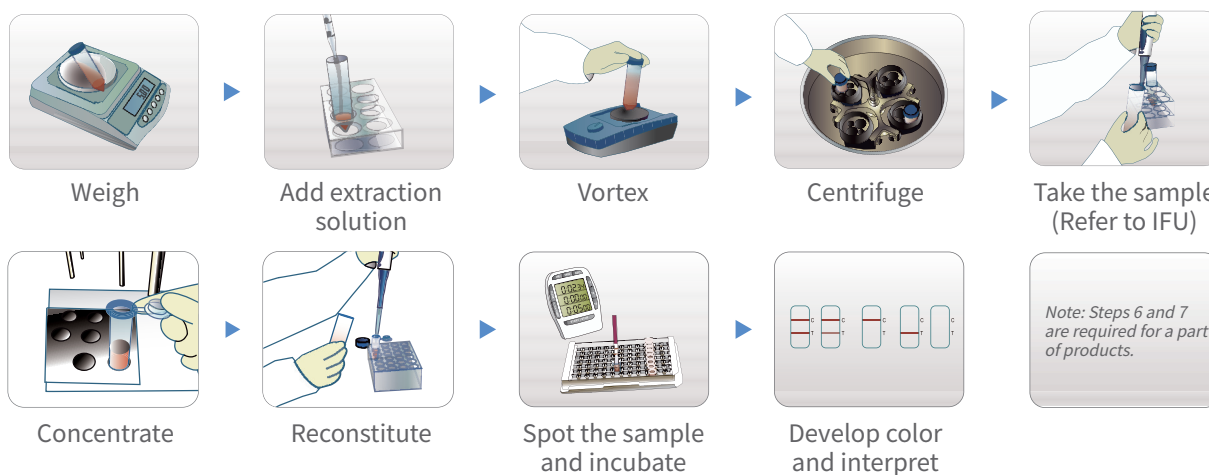 Weigh
Add extraction
solution
Vortex
Centrifuge
Take the sample
(Refer to IFU)
Concentrate
Reconstitute
Spot the sample
and incubate
C
T
C
T
C
T
Develop color
and interpret
Note: Steps 6 and 7
are required for a part
of products.